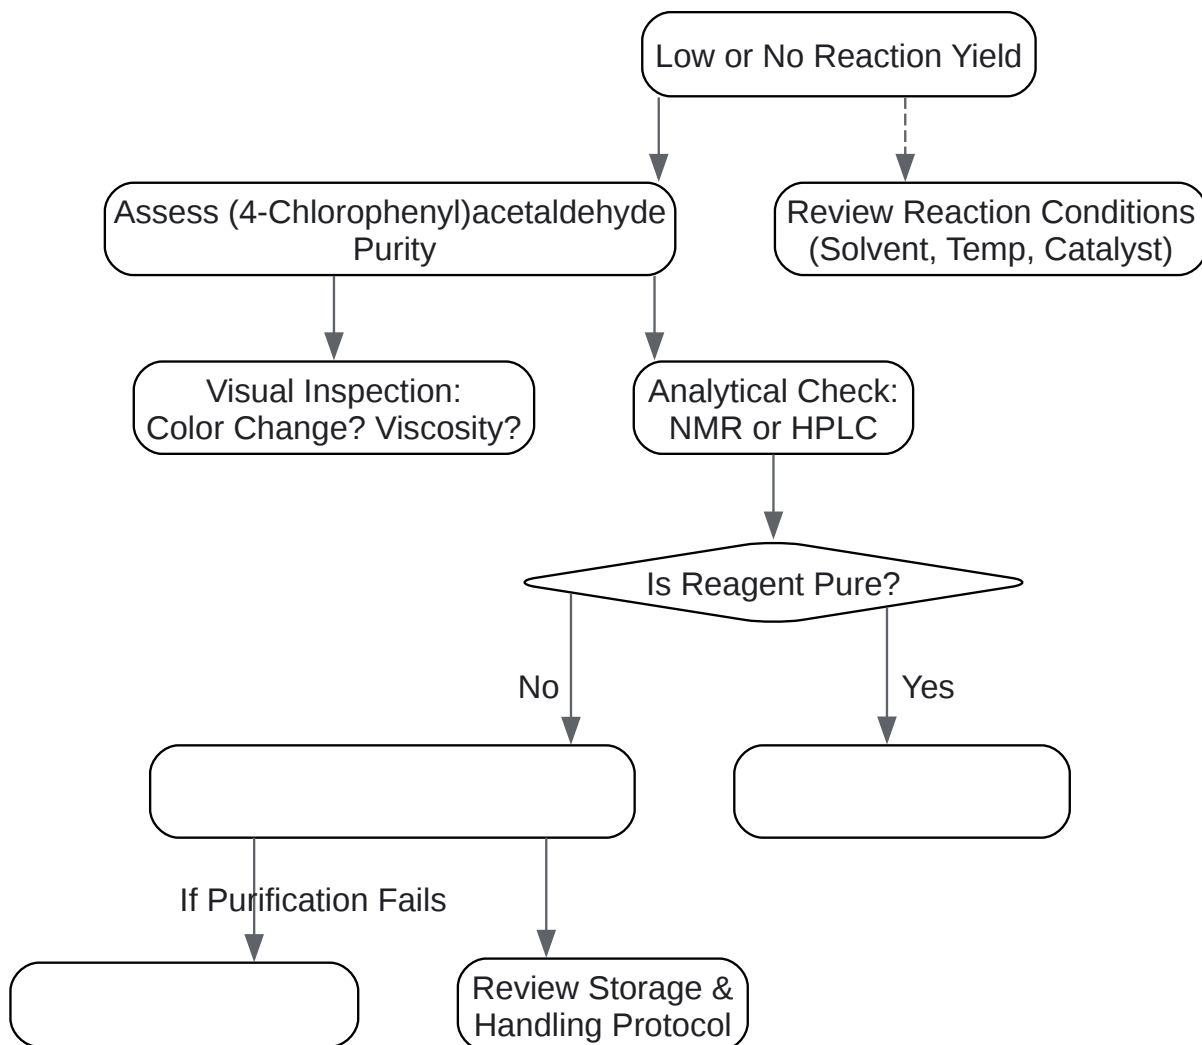 Low or No Reaction Yield
Assess (4-Chlorophenyl)acetaldehyde
Purity
Review Reaction Conditions
(Solvent, Temp, Catalyst)
Visual Inspection:
Color Change? Viscosity?
Analytical Check:
NMR or HPLC
Is Reagent Pure?
No
Yes
If Purification Fails
Review Storage &
Handling Protocol